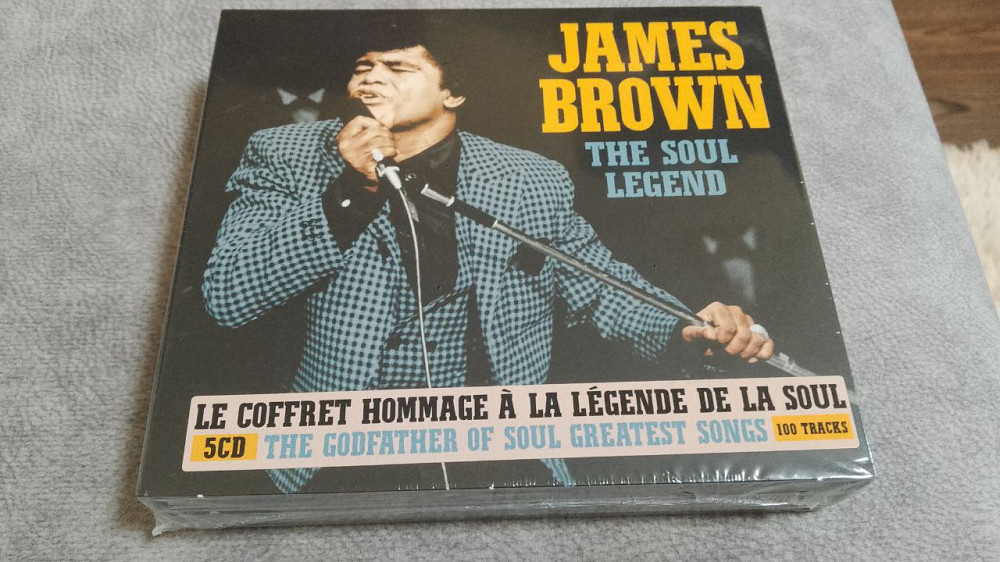 JAMES
BROWN
THE SOUL
LEGEND
LE COFFRET HOMMAGE À LA LÉGENDE DE LA SOUL
5CD THE GODFATHER OF SOUL GREATEST SONGS 100 TRACKS